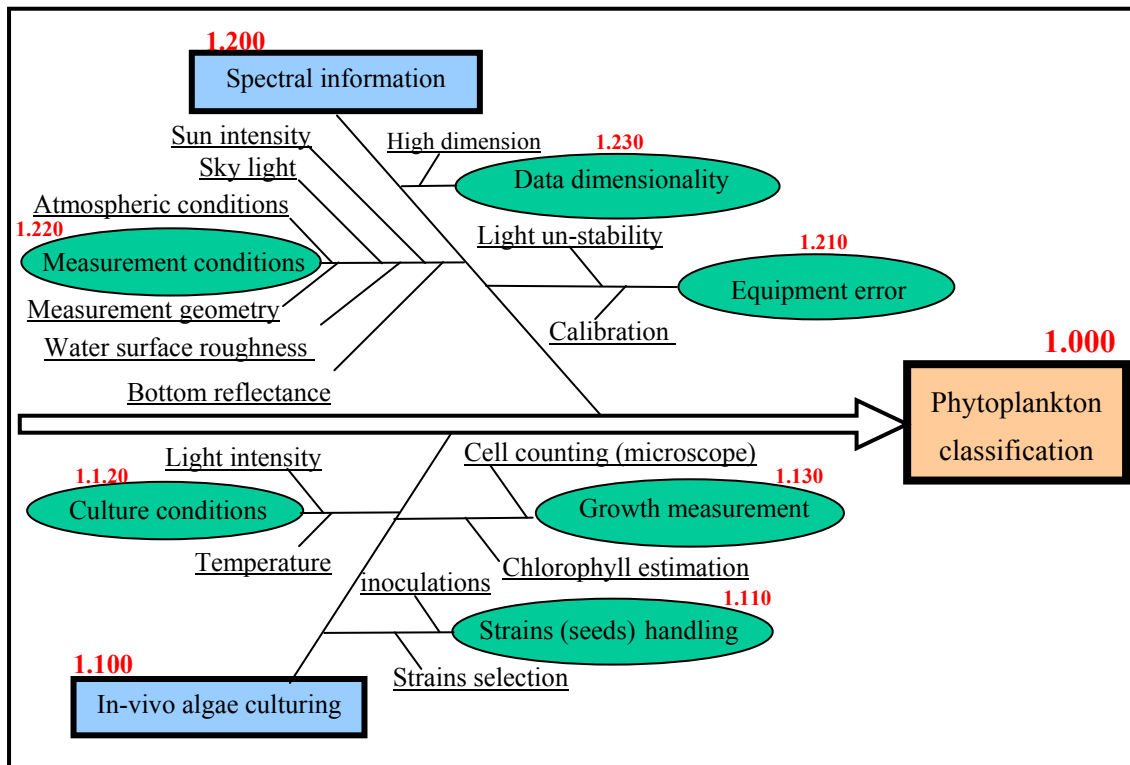 1.200
Spectral information
Sun intensity
High dimension
1.230
Sky light
Data dimensionality
Atmospheric conditions
1.220
Light un-stability
1.210
Measurement conditions
Equipment error
Measurement geometry
Calibration
Water surface roughness
1.000
Bottom reflectance
Phytoplankton
classification
Cell counting (microscope)
Light intensity
1.1.20
1.130
Culture conditions
Growth measurement
Temperature
Chlorophyll estimation
inoculations
1.110
Strains (seeds) handling
1.100
Strains selection
In-vivo algae culturing